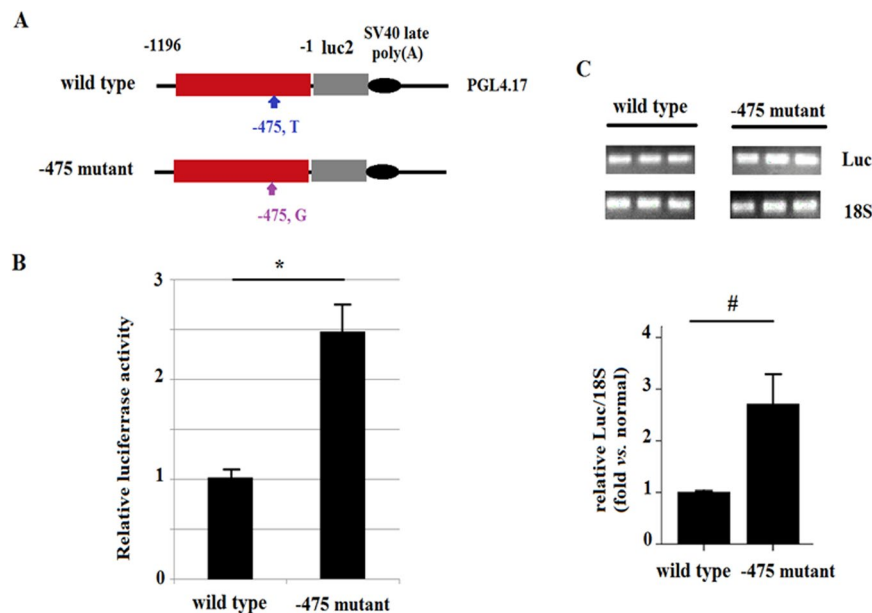 A
-1196
-1
luc2
SV40 late
poly(A)
wild type
PGL4.17
-475, T
-475 mutant
-475, G
B
Relative luciferrase activity
3
2
1
0
*
wild type
-475 mutant
C
wild type
-475 mutant
Luc
18S
relative Luc/18S
(fold vs. normal)
4
3
2
1
0
#
wild type
-475 mutant